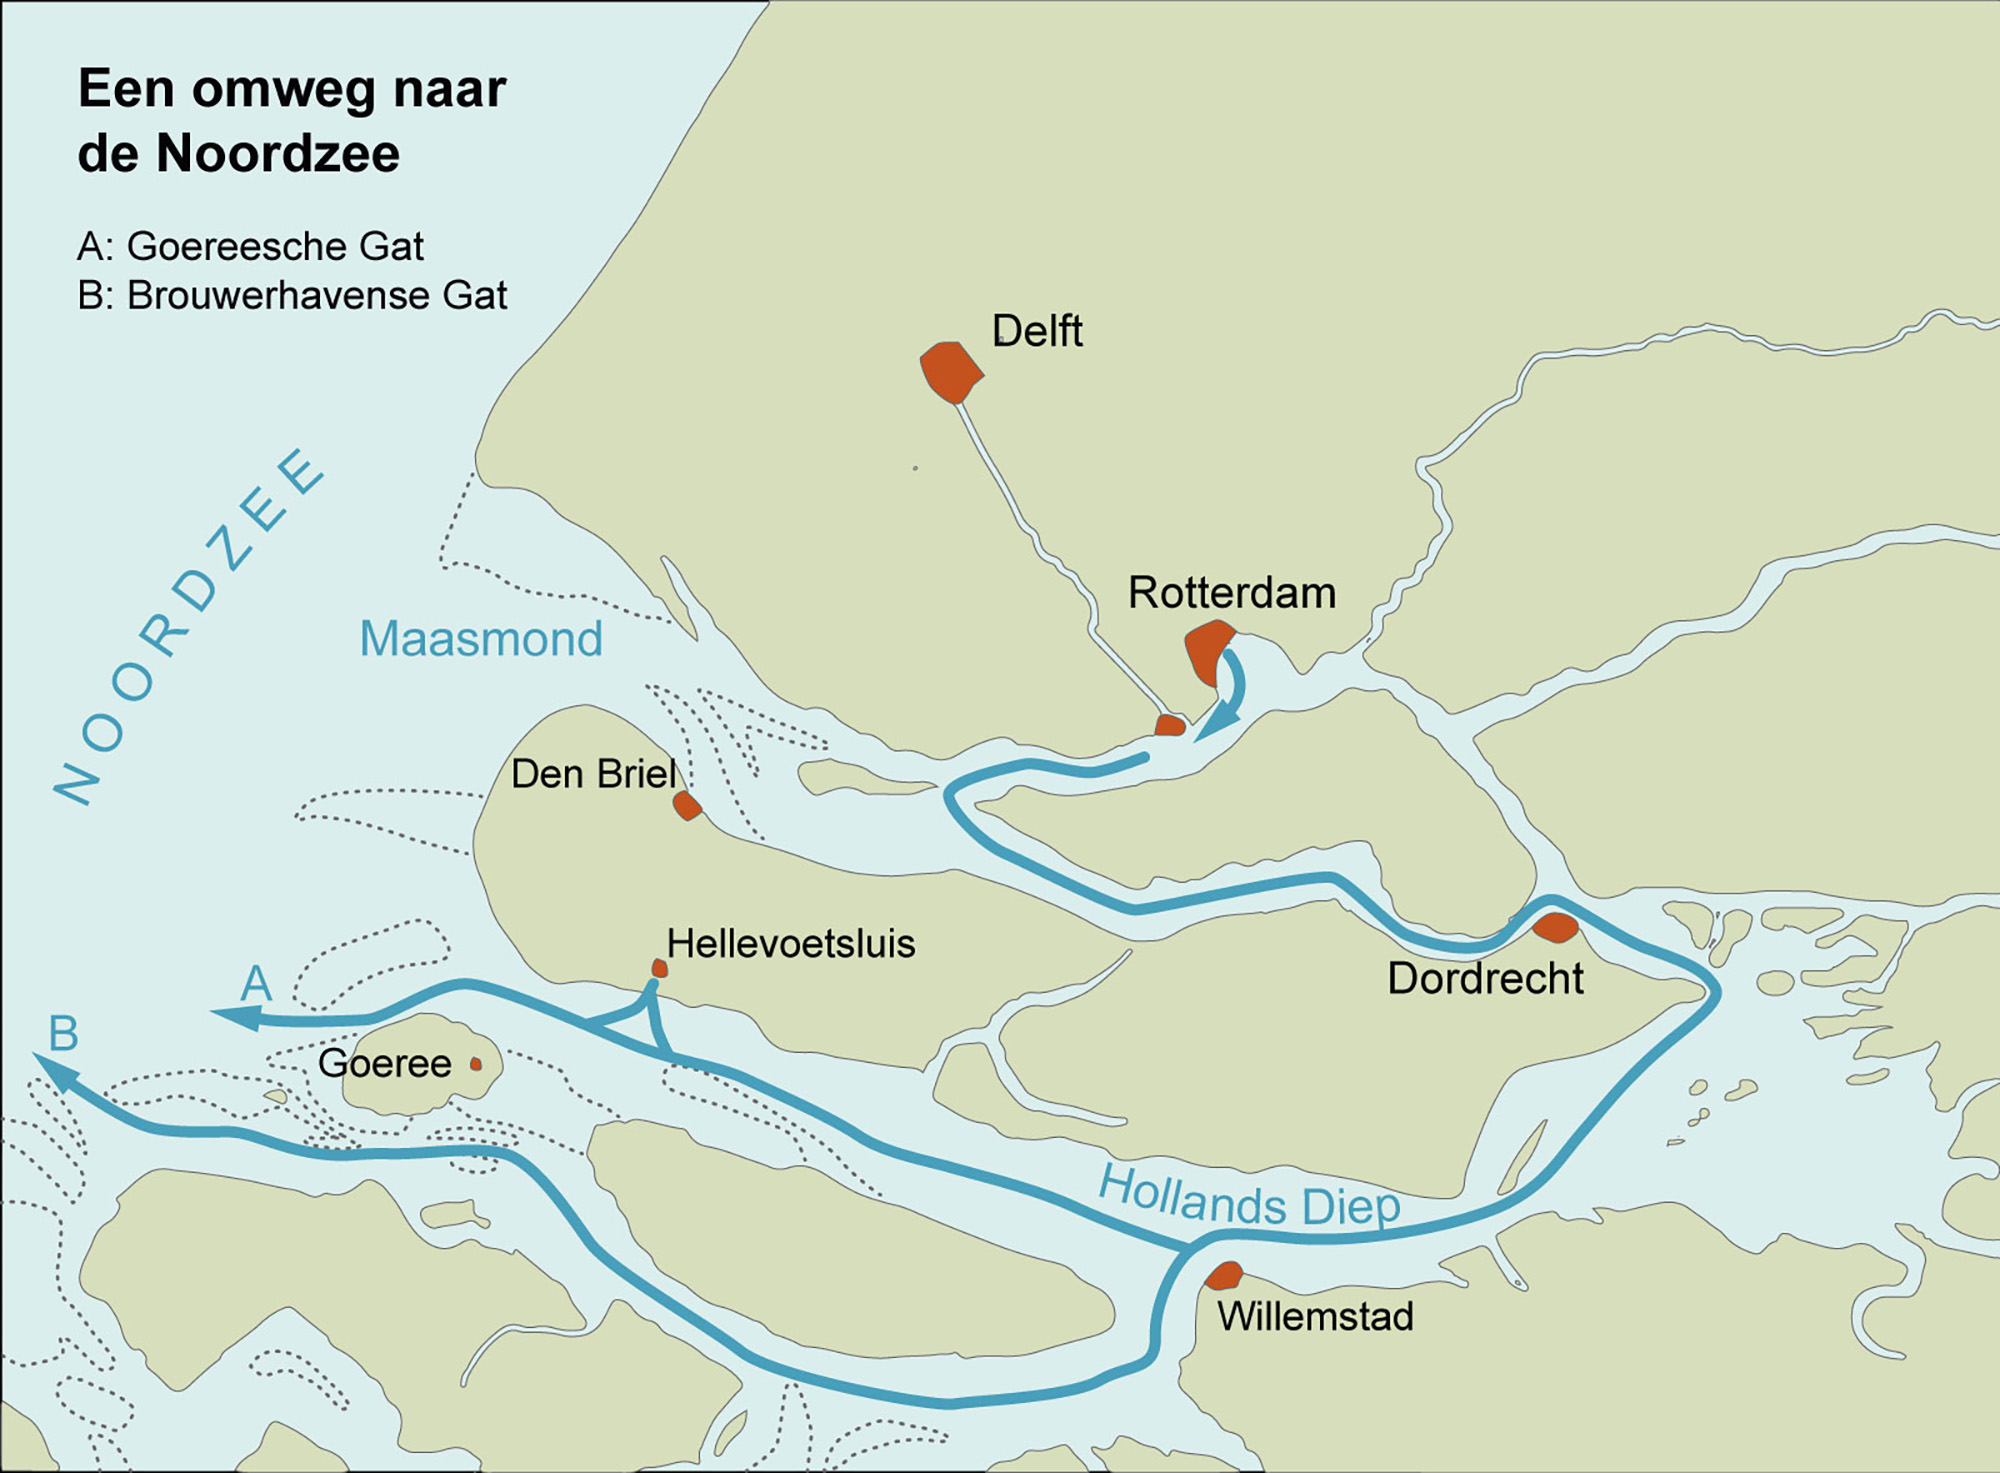 Een omweg naar
de Noordzee
A: Goereesche Gat
B: Brouwerhavense Gat
Delft
NOORDZEE
Rotterdam
Maasmond
Den Briel
Hellevoetsluis
A
Dordrecht
B
Goeree
Hollands Diep
Willemstad